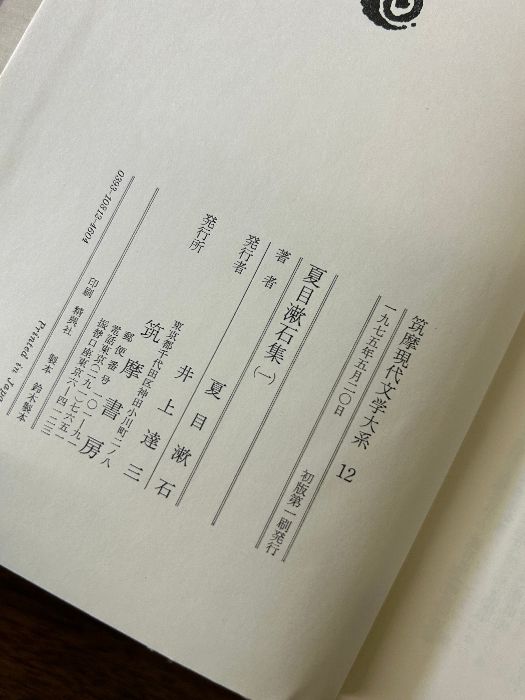 筑摩現代文学大系 12
一九七五年五月二〇日 初版第一刷発行
夏目漱石集(一)
著者 夏目漱石
発行者 井上達三
発行所 筑摩書房
東京都千代田区神田小川町二ノ八
郵便番号 一〇一-九一
電話東京(二九一)七六五一
振替口座東京六-四一二三
印刷 精興社 製本 鈴木製本
0393-10312-4604
Printed in Japan